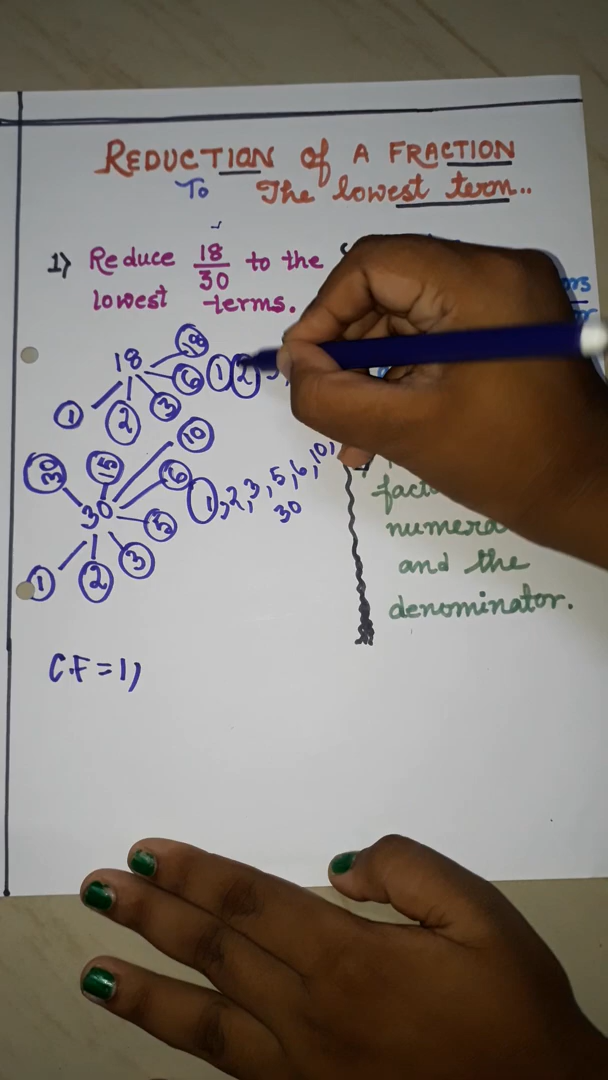 REDUCTION of A FRACTION
To The lowest term..
1) Reduce 18/30 to the
lowest terms.
18
18
6
1 2
1
2
3
10
30
15
6
1, 2, 3, 5, 6, 10,
30
30
5
1
2
3
numera
and the
denominator.
C.F = 1,